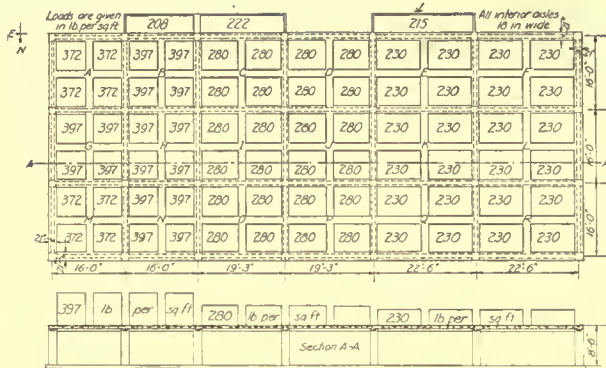 Loads are given
in lb per sq ft
208 222 215
All interior aisles
18 in wide
E
N
372 372 397 397 280 280 280 280 230 230 230 230
A B C D E F
372 372 397 397 280 280 280 280 230 230 230 230
16'-0"
397 397 397 397 280 280 280 280 230 230 230 230
G H I J K L
A
397 397 397 397 280 280 280 280 230 230 230 230
16'-0"
372 372 397 397 280 280 280 280 230 230 230 230
M N O P Q R
372 372 397 397 280 280 280 280 230 230 230 230
16'-0"
16'-0" 16'-0" 19'-3" 19'-3" 22'-6" 22'-6"
397 lb per sq ft 280 lb per sq ft 230 lb per sq ft
Section A-A
8'-0"